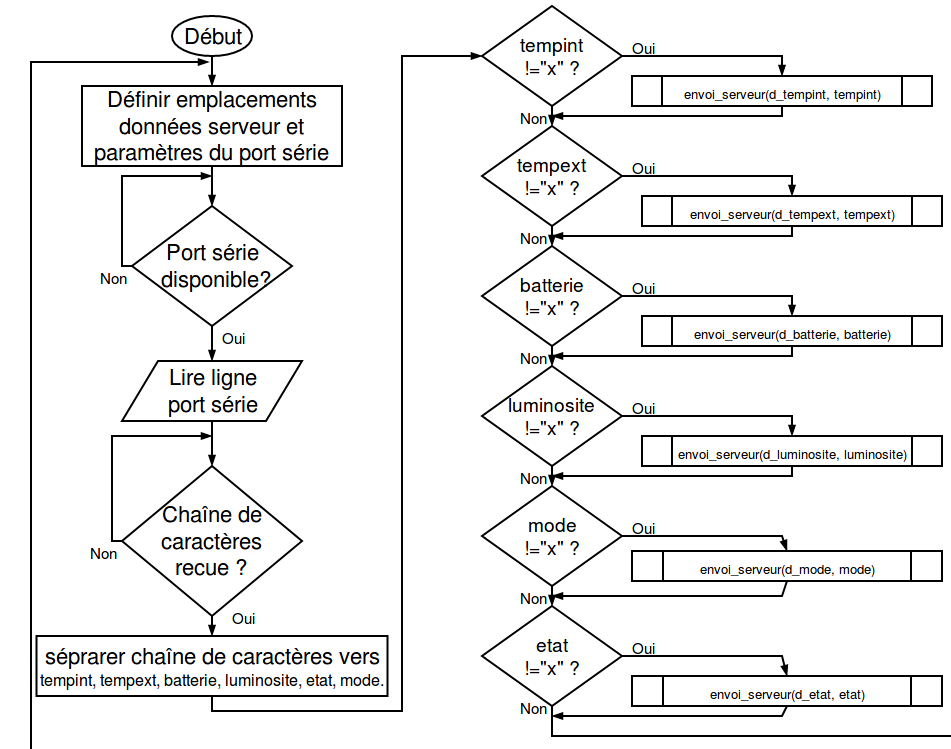 Début
Définir emplacements
données serveur et
paramètres du port série
Port série
disponible?
Non
Oui
Lire ligne
port série
Chaîne de
caractères
recue ?
Non
Oui
séprarer chaîne de caractères vers
tempint, tempext, batterie, luminosite, etat, mode.
tempint
!="x" ?
Oui
envoi_serveur(d_tempint, tempint)
Non
tempext
!="x" ?
Oui
envoi_serveur(d_tempext, tempext)
Non
batterie
!="x" ?
Oui
envoi_serveur(d_batterie, batterie)
Non
luminosite
!="x" ?
Oui
envoi_serveur(d_luminosite, luminosite)
Non
mode
!="x" ?
Oui
envoi_serveur(d_mode, mode)
Non
etat
!="x" ?
Oui
envoi_serveur(d_etat, etat)
Non